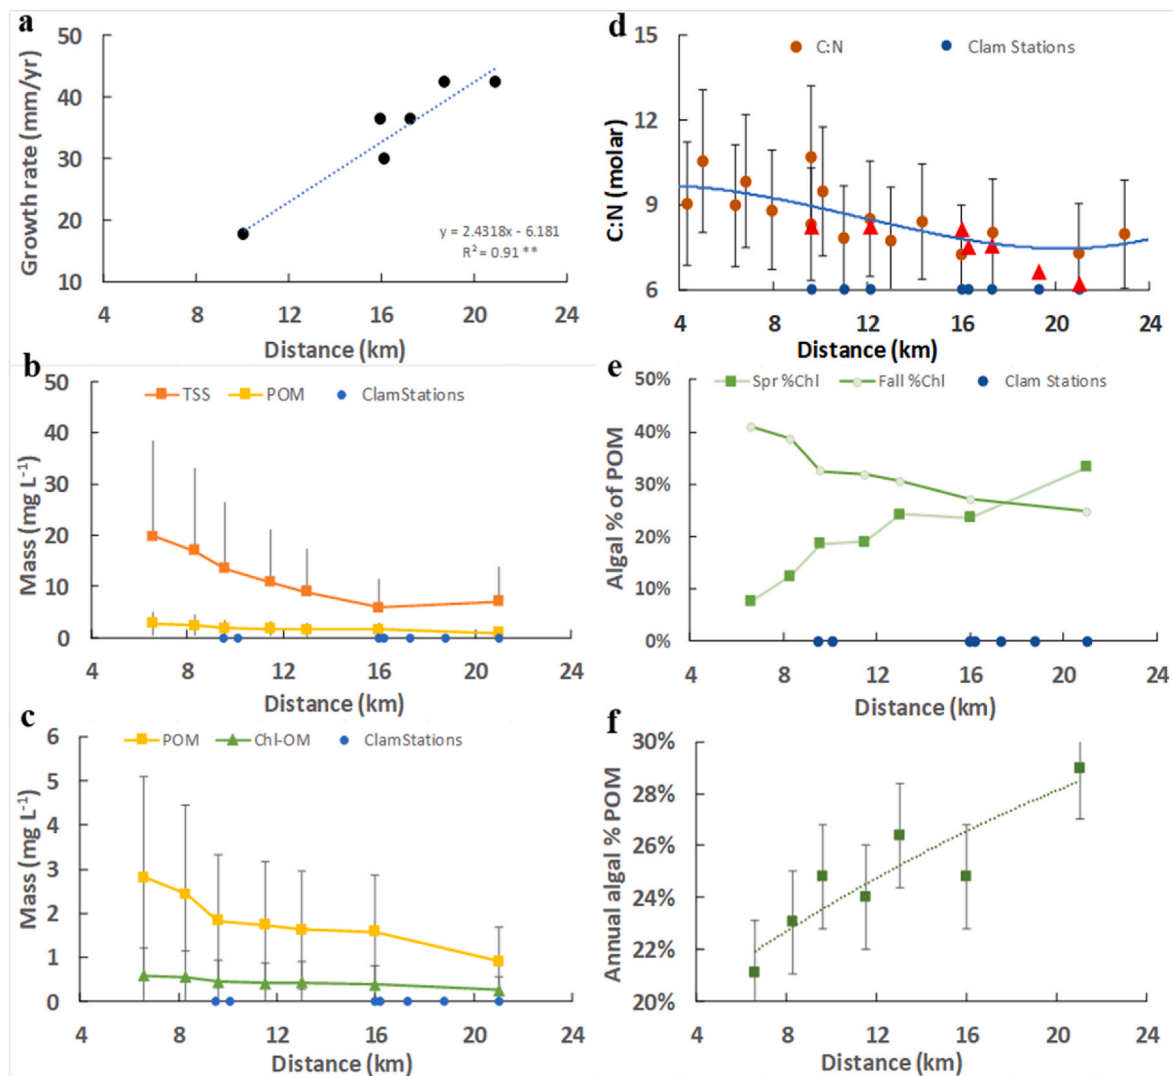 a
50
40
30
20
10
Growth rate (mm/yr)
y = 2.4318x - 6.181
R² = 0.91 **
4 8 12 16 20 24
Distance (km)
d
C:N Clam Stations
15
12
9
6
C:N (molar)
4 8 12 16 20 24
Distance (km)
b
TSS POM ClamStations
50
40
30
20
10
0
Mass (mg L⁻¹)
4 8 12 16 20 24
Distance (km)
e
Spr %Chl Fall %Chl Clam Stations
50%
40%
30%
20%
10%
0%
Algal % of POM
4 8 12 16 20 24
Distance (km)
c
POM Chl-OM ClamStations
6
5
4
3
2
1
0
Mass (mg L⁻¹)
4 8 12 16 20 24
Distance (km)
f
30%
28%
26%
24%
22%
20%
Annual algal % POM
4 8 12 16 20 24
Distance (km)